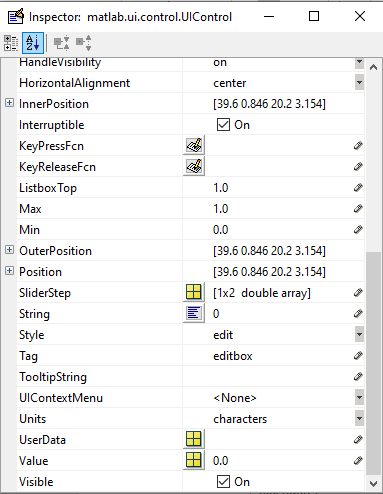 Inspector: matlab.ui.control.UIControl
HandleVisibility on
HorizontalAlignment center
InnerPosition [39.6 0.846 20.2 3.154]
Interruptible On
KeyPressFcn
KeyReleaseFcn
ListboxTop 1.0
Max 1.0
Min 0.0
OuterPosition [39.6 0.846 20.2 3.154]
Position [39.6 0.846 20.2 3.154]
SliderStep [1x2 double array]
String 0
Style edit
Tag editbox
TooltipString
UIContextMenu <None>
Units characters
UserData
Value 0.0
Visible On